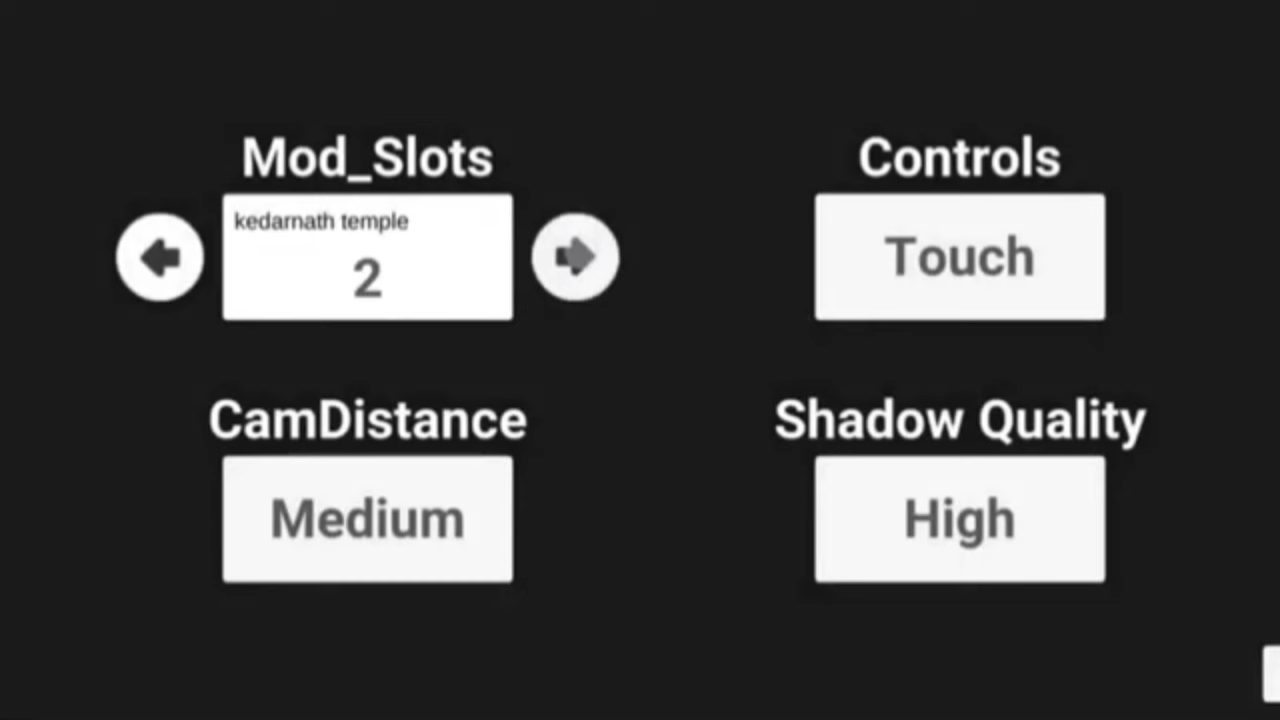 Mod_Slots
kedarnath temple
2
Controls
Touch
CamDistance
Medium
Shadow Quality
High